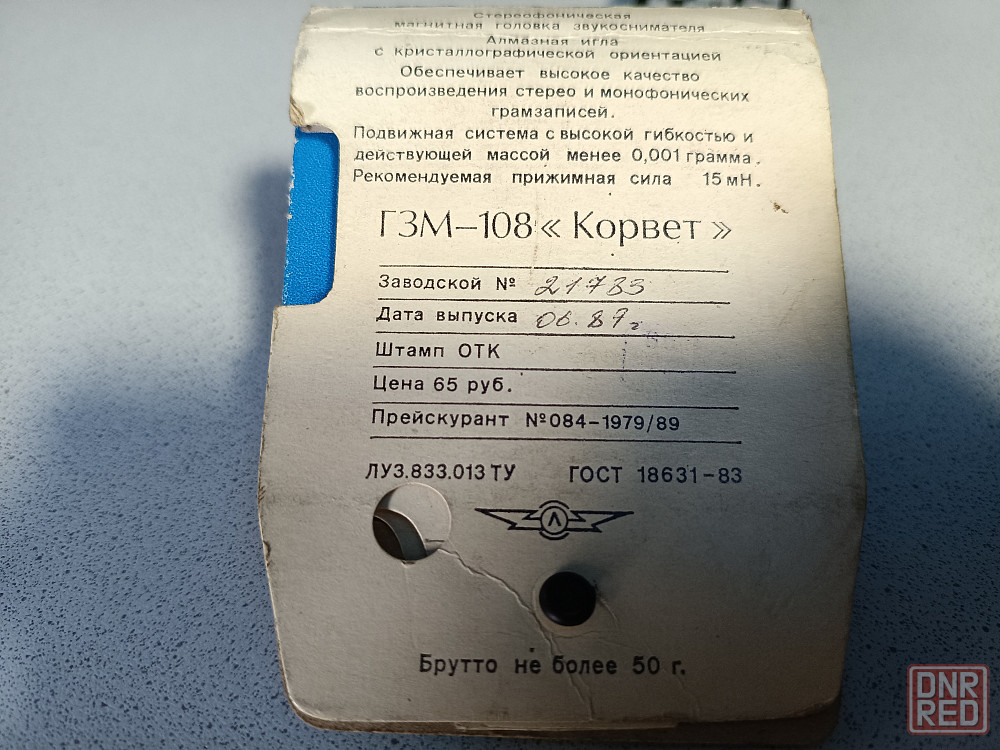 Стереофоническая
магнитная головка звукоснимателя
Алмазная игла
с кристаллографической ориентацией
Обеспечивает высокое качество
воспроизведения стерео и монофонических
грамзаписей.
Подвижная система с высокой гибкостью и
действующей массой менее 0,001 грамма.
Рекомендуемая прижимная сила 15 мН.
ГЗМ–108 « Корвет »
Заводской № 21783
Дата выпуска 06.89г
Штамп ОТК
Цена 65 руб.
Прейскурант №084–1979/89
ЛУ3.833.013 ТУ ГОСТ 18631–83
Λ
Брутто не более 50 г.
DNR
RED